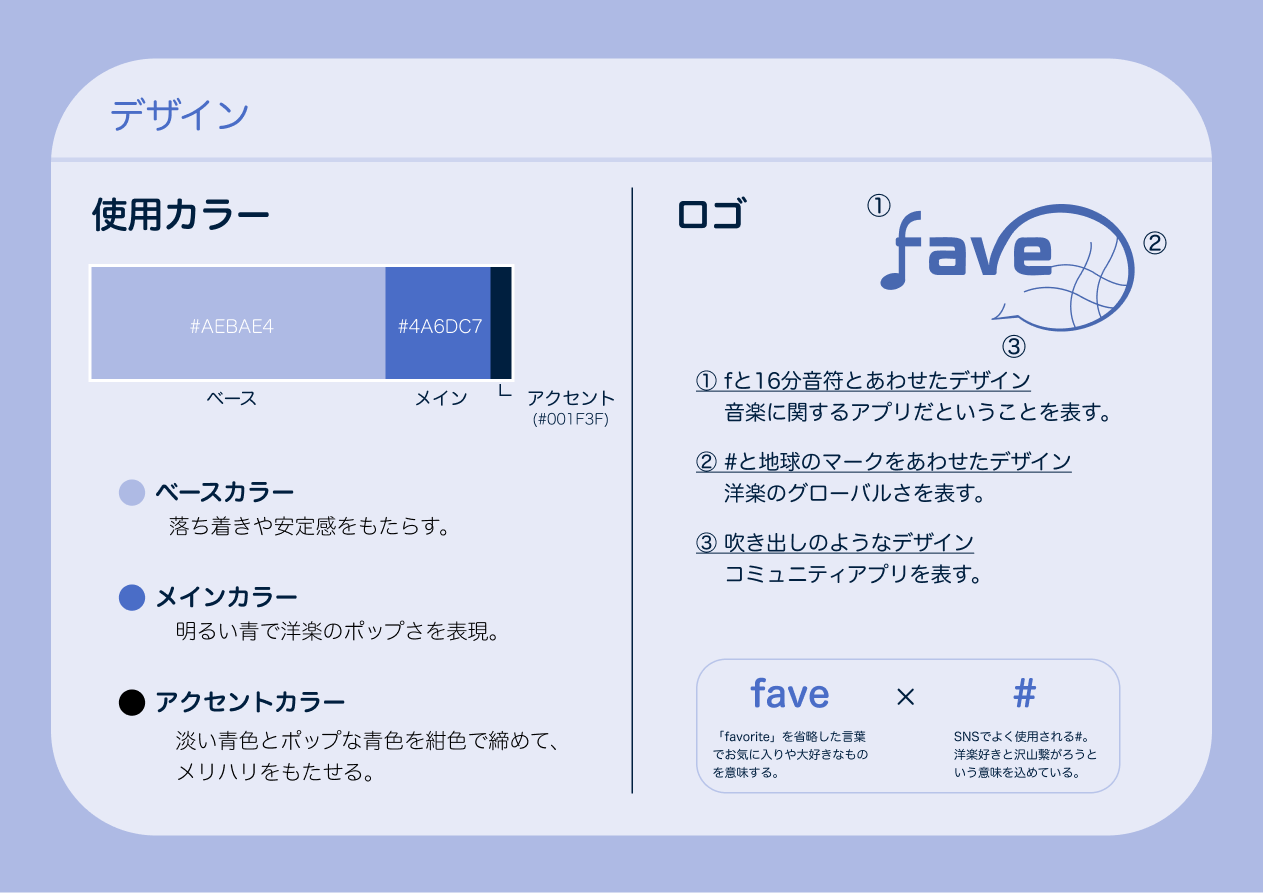 デザイン
使用カラー
#AEBAE4
#4A6DC7
ベース
メイン
アクセント
(#001F3F)
ベースカラー
落ち着きや安定感をもたらす。
メインカラー
明るい青で洋楽のポップさを表現。
アクセントカラー
淡い青色とポップな青色を紺色で締めて、
メリハリをもたせる。
ロゴ
①
fave
②
③
① fと16分音符とあわせたデザイン
音楽に関するアプリだということを表す。
② #と地球のマークをあわせたデザイン
洋楽のグローバルさを表す。
③ 吹き出しのようなデザイン
コミュニティアプリを表す。
fave × #
「favorite」を省略した言葉
でお気に入りや大好きなもの
を意味する。
SNSでよく使用される#。
洋楽好きと沢山繋がろうと
いう意味を込めている。